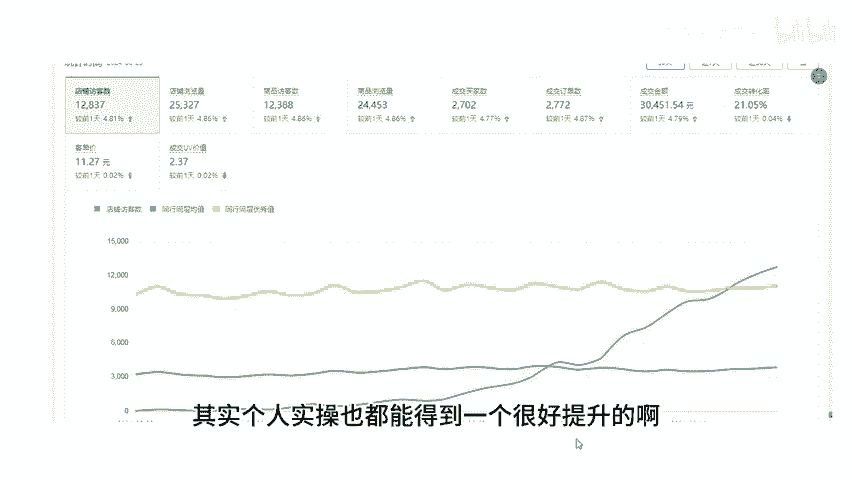 bilibili
店铺访客数 店铺浏览量 商品访客数 商品浏览量 成交买家数 成交订单数 成交金额 成交转化率
12,837 25,327 12,388 24,453 2,702 2,772 30,451.54 元 21.05%
较前1天 4.81% 较前1天 4.86% 较前1天 4.86% 较前1天 4.86% 较前1天 4.77% 较前1天 4.87% 较前1天 4.79% 较前1天 0.04%
客单价 成交UV价值
11.27 元 2.37
较前1天 0.02% 较前1天 0.02%
店铺访客数 同行同层均值 同行同层优秀值
15,000
12,000
9,000
6,000
3,000
0
其实个人实操也都能得到一个很好提升的啊